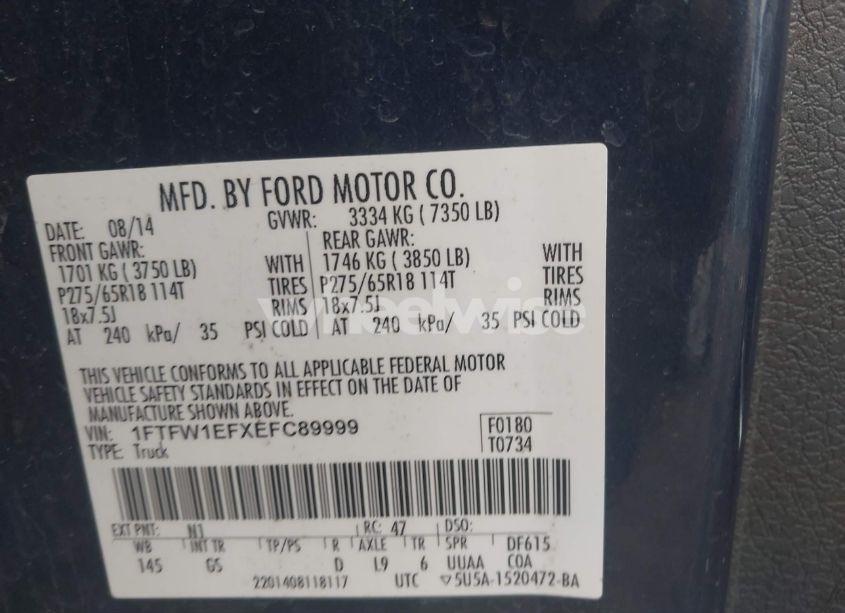 MFD. BY FORD MOTOR CO.
DATE: 08/14 GVWR: 3334 KG ( 7350 LB)
FRONT GAWR: REAR GAWR:
1701 KG ( 3750 LB) WITH 1746 KG ( 3850 LB) WITH
P275/65R18 114T TIRES P275/65R18 114T TIRES
18x7.5J RIMS 18x7.5J RIMS
AT 240 kPa/ 35 PSI COLD AT 240 kPa/ 35 PSI COLD
wheelwise
THIS VEHICLE CONFORMS TO ALL APPLICABLE FEDERAL MOTOR
VEHICLE SAFETY STANDARDS IN EFFECT ON THE DATE OF
MANUFACTURE SHOWN ABOVE.
VIN: 1FTFW1EFXEFC89999 F0180
TYPE: Truck T0734
EXT PNT: N1 RC: 47 DSO:
WB INT TR TP/PS R AXLE TR SPR DF615
145 GS D L9 6 UUAA COA
2201408118117 UTC ▽5U5A-1520472-BA